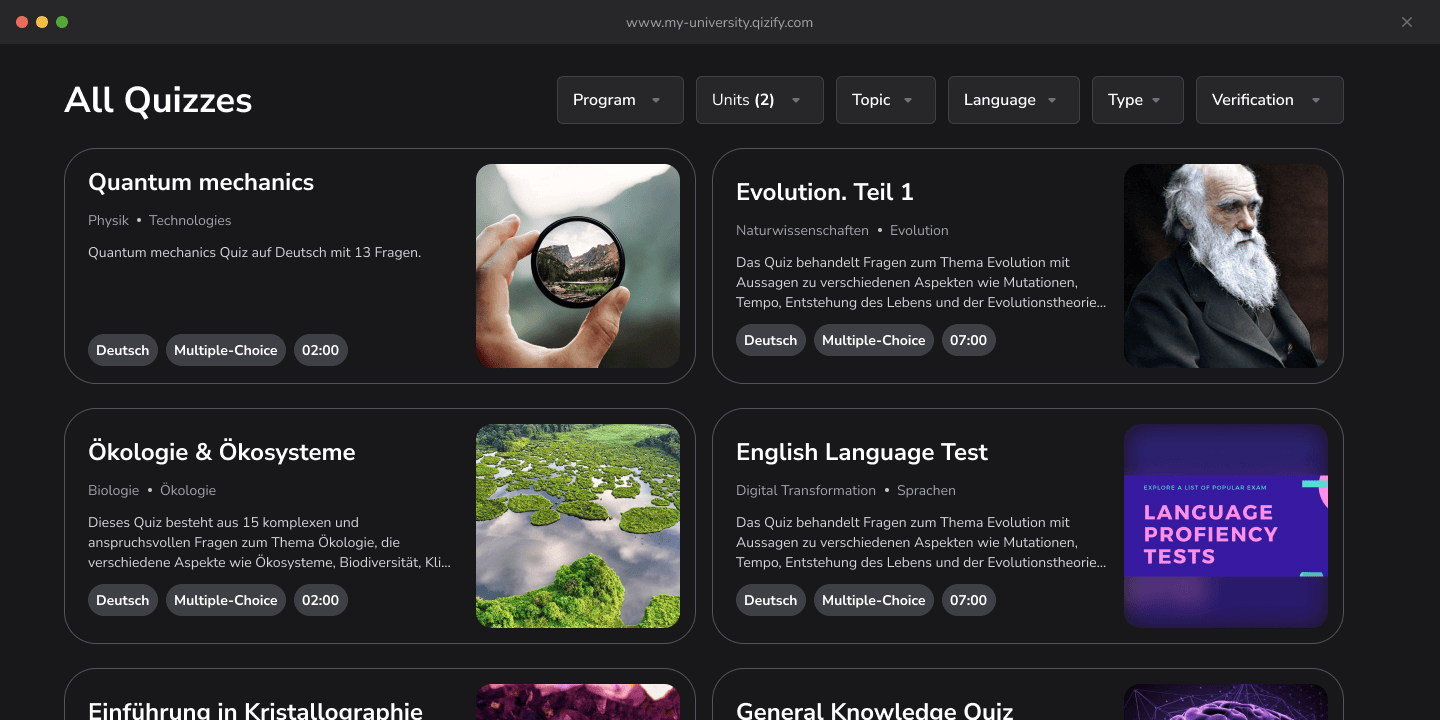 www.my-university.qizify.com
All Quizzes
Program
Units (2)
Topic
Language
Type
Verification
Quantum mechanics
Physik • Technologies
Quantum mechanics Quiz auf Deutsch mit 13 Fragen.
Deutsch
Multiple-Choice
02:00
Evolution. Teil 1
Naturwissenschaften • Evolution
Das Quiz behandelt Fragen zum Thema Evolution mit
Aussagen zu verschiedenen Aspekten wie Mutationen,
Tempo, Entstehung des Lebens und der Evolutionstheorie...
Deutsch
Multiple-Choice
07:00
Ökologie & Ökosysteme
Biologie • Ökologie
Dieses Quiz besteht aus 15 komplexen und
anspruchsvollen Fragen zum Thema Ökologie, die
verschiedene Aspekte wie Ökosysteme, Biodiversität, Kli...
Deutsch
Multiple-Choice
02:00
English Language Test
Digital Transformation • Sprachen
Das Quiz behandelt Fragen zum Thema Evolution mit
Aussagen zu verschiedenen Aspekten wie Mutationen,
Tempo, Entstehung des Lebens und der Evolutionstheorie...
Deutsch
Multiple-Choice
07:00
EXPLORE A LIST OF POPULAR EXAM
LANGUAGE
PROFIENCY
TESTS
Einführung in Kristallographie
General Knowledge Quiz